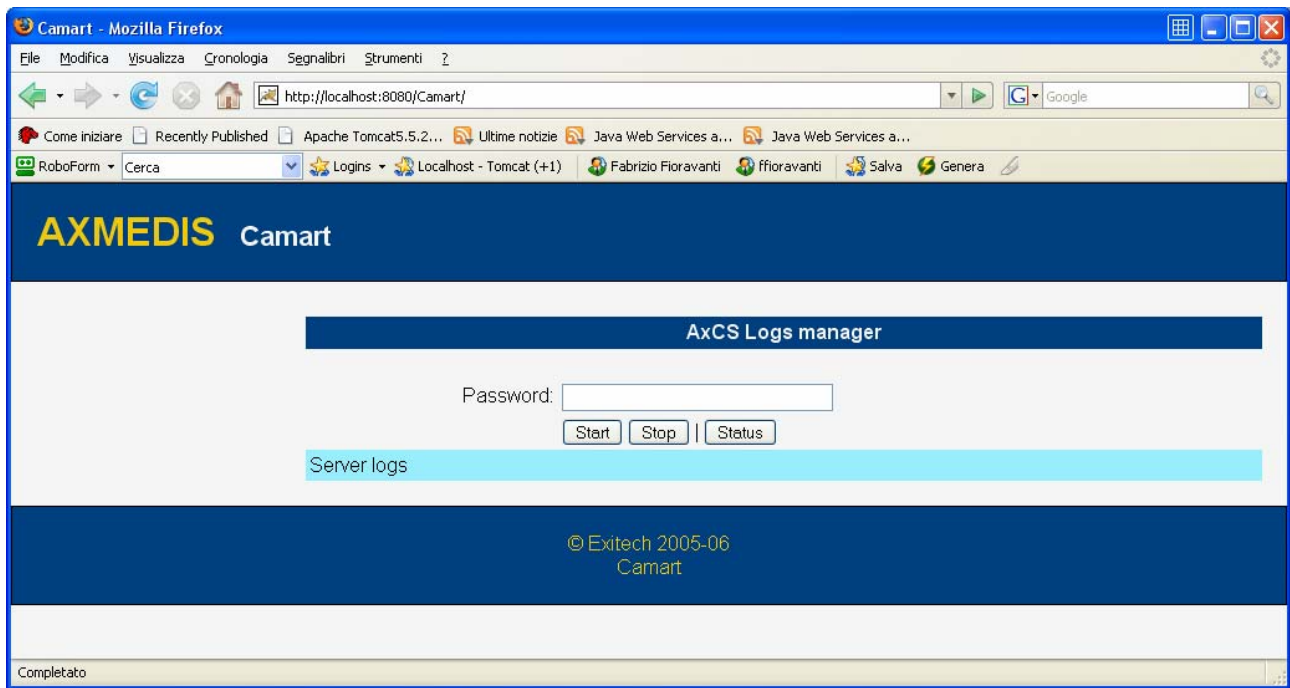 Camart - Mozilla Firefox
File Modifica Visualizza Cronologia Segnalibri Strumenti ?
http://localhost:8080/Camart/ Google
Come iniziare Recently Published Apache Tomcat5.5.2... Ultime notizie Java Web Services a... Java Web Services a...
RoboForm Cerca Logins Localhost - Tomcat (+1) Fabrizio Fioravanti ffioravanti Salva Genera
AXMEDIS Camart
AxCS Logs manager
Password:
Start Stop | Status
Server logs
© Exitech 2005-06
Camart
Completato